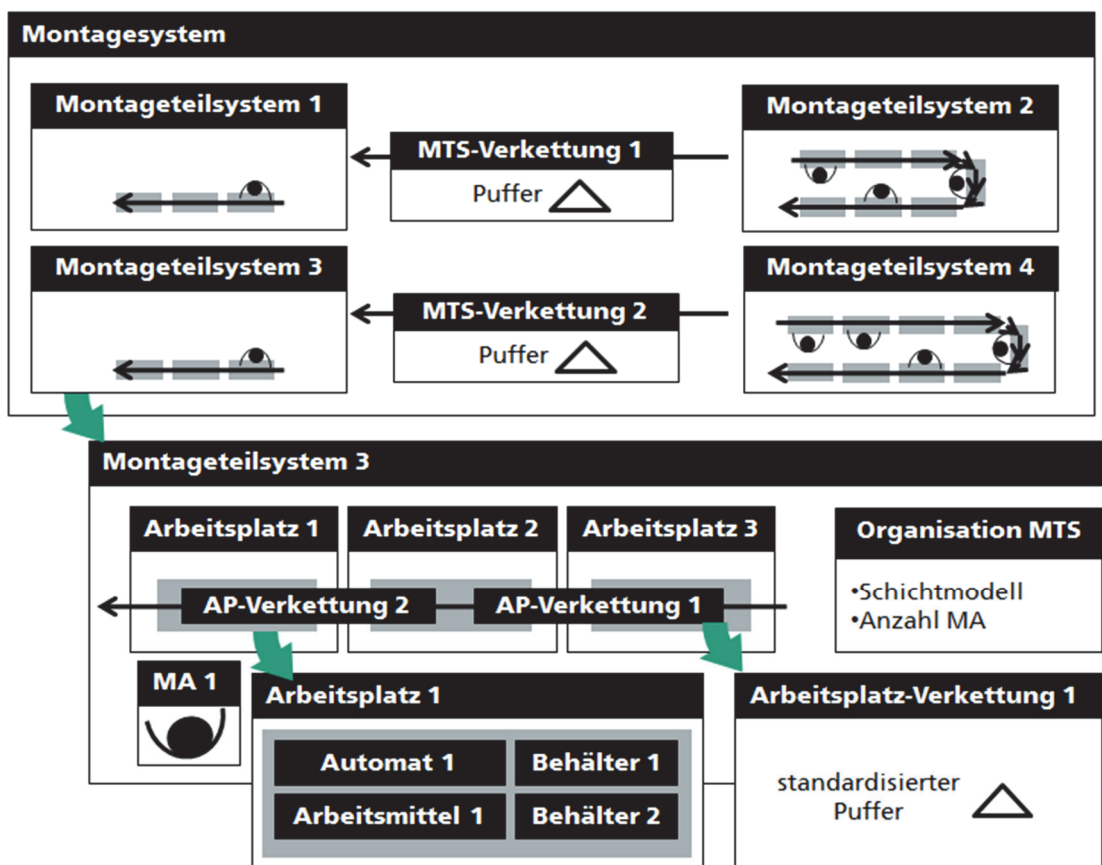 Montagesystem
Montageteilsystem 1
MTS-Verkettung 1
Puffer
Montageteilsystem 2
Montageteilsystem 3
MTS-Verkettung 2
Puffer
Montageteilsystem 4
Montageteilsystem 3
Arbeitsplatz 1
Arbeitsplatz 2
Arbeitsplatz 3
AP-Verkettung 2
AP-Verkettung 1
Organisation MTS
•Schichtmodell
•Anzahl MA
MA 1
Arbeitsplatz 1
Automat 1
Behälter 1
Arbeitsmittel 1
Behälter 2
Arbeitsplatz-Verkettung 1
standardisierter
Puffer